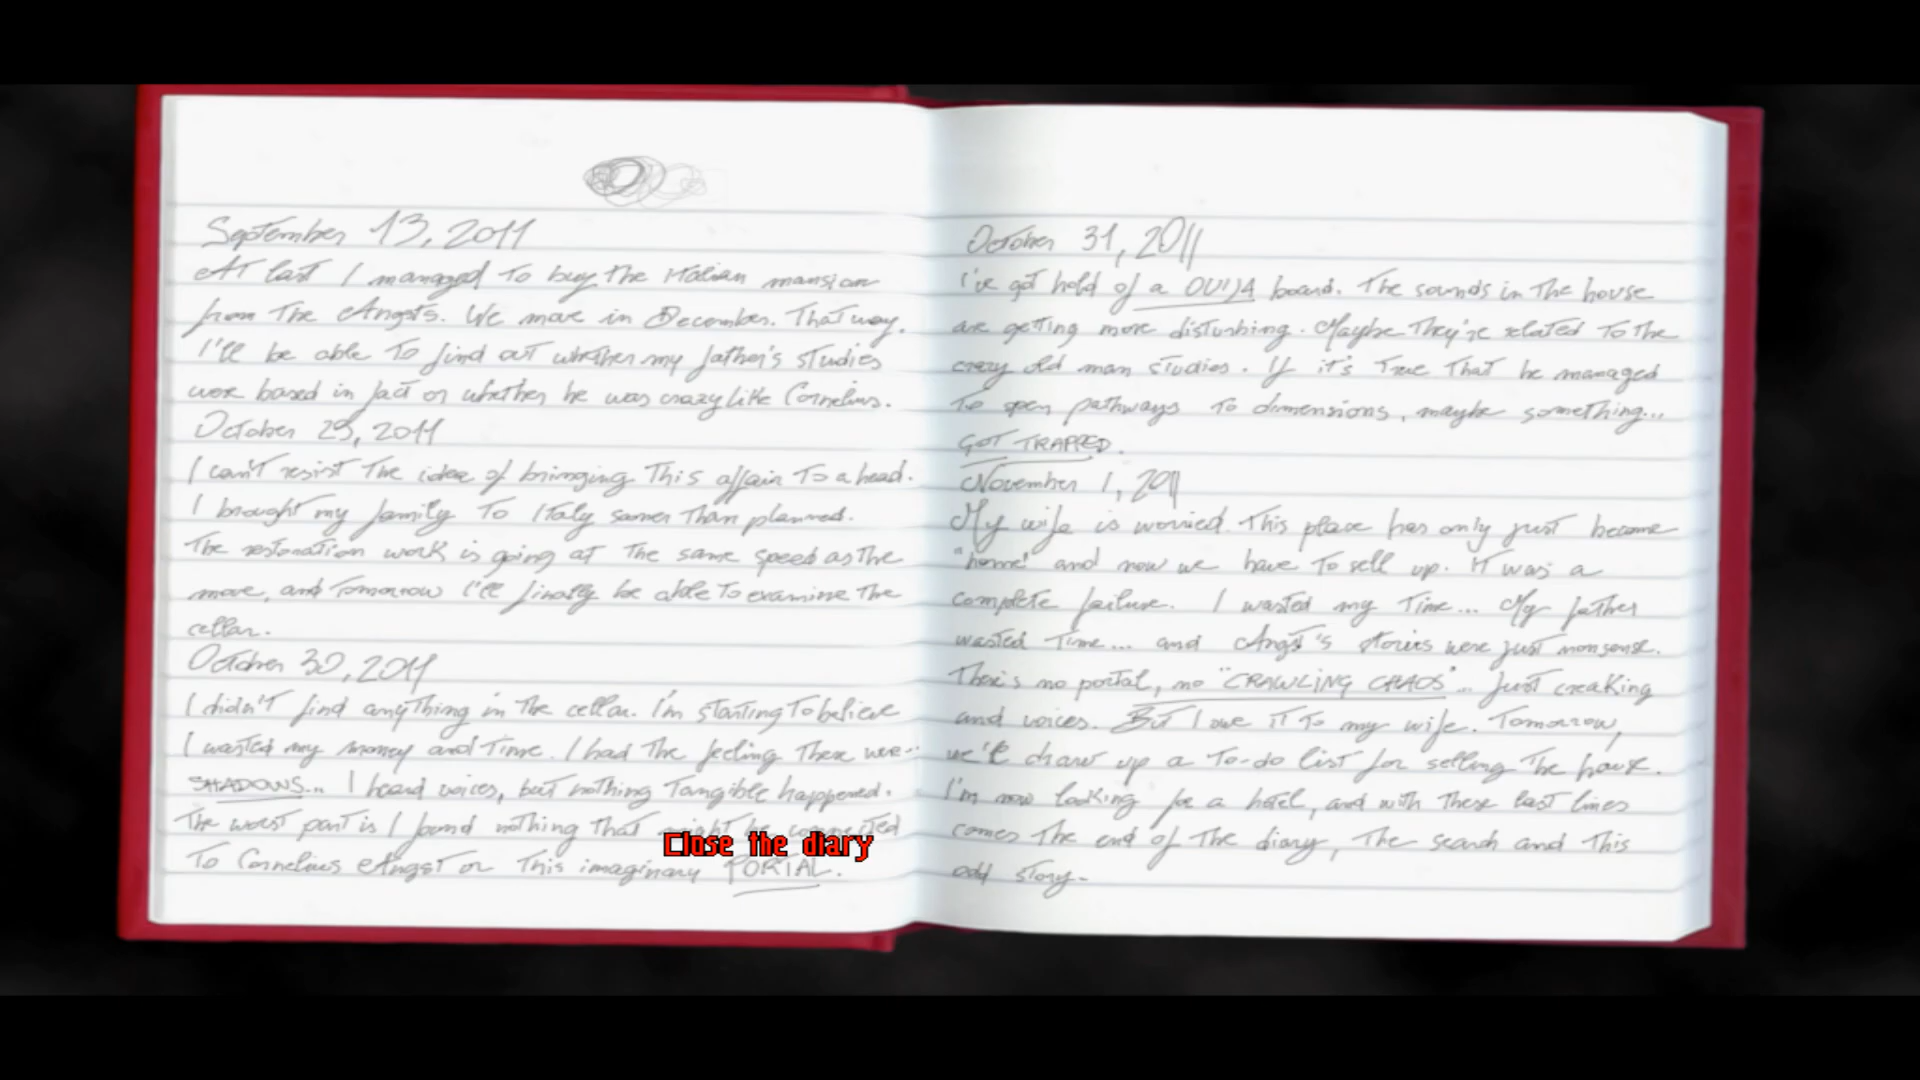 September 13, 2011
At last I managed to buy the Italian mansion
from the Angsts. We move in December. That way,
I'll be able to find out whether my father's studies
were based in fact or whether he was crazy like Cornelius.
October 29, 2011
I can't resist the idea of bringing this affair to a head.
I brought my family to Italy sooner than planned.
The restoration work is going at the same speed as the
move, and tomorrow I'll finally be able to examine the
cellar.
October 30, 2011
I didn't find anything in the cellar. I'm starting to believe
I wasted my money and time. I had the feeling there were...
SHADOWS... I heard voices, but nothing tangible happened.
The worst part is I found nothing that might be connected
to Cornelius Angst or this imaginary PORTAL.
Close the diary
October 31, 2011
I've got hold of a OUIJA board. The sounds in the house
are getting more disturbing. Maybe they're related to the
crazy old man studies. If it's true that he managed
to open pathways to dimensions, maybe something...
GOT TRAPPED.
November 1, 2011
My wife is worried. This place has only just become
"home" and now we have to sell up. It was a
complete failure. I wasted my time... My father
wasted time... and Angst's stories were just nonsense.
There's no portal, no "CRAWLING CHAOS"... Just creaking
and voices. But I owe it to my wife. Tomorrow,
we'll draw up a to-do list for selling the house.
I'm now looking for a hotel, and with these last lines
comes the end of the diary, the search and this
odd story.